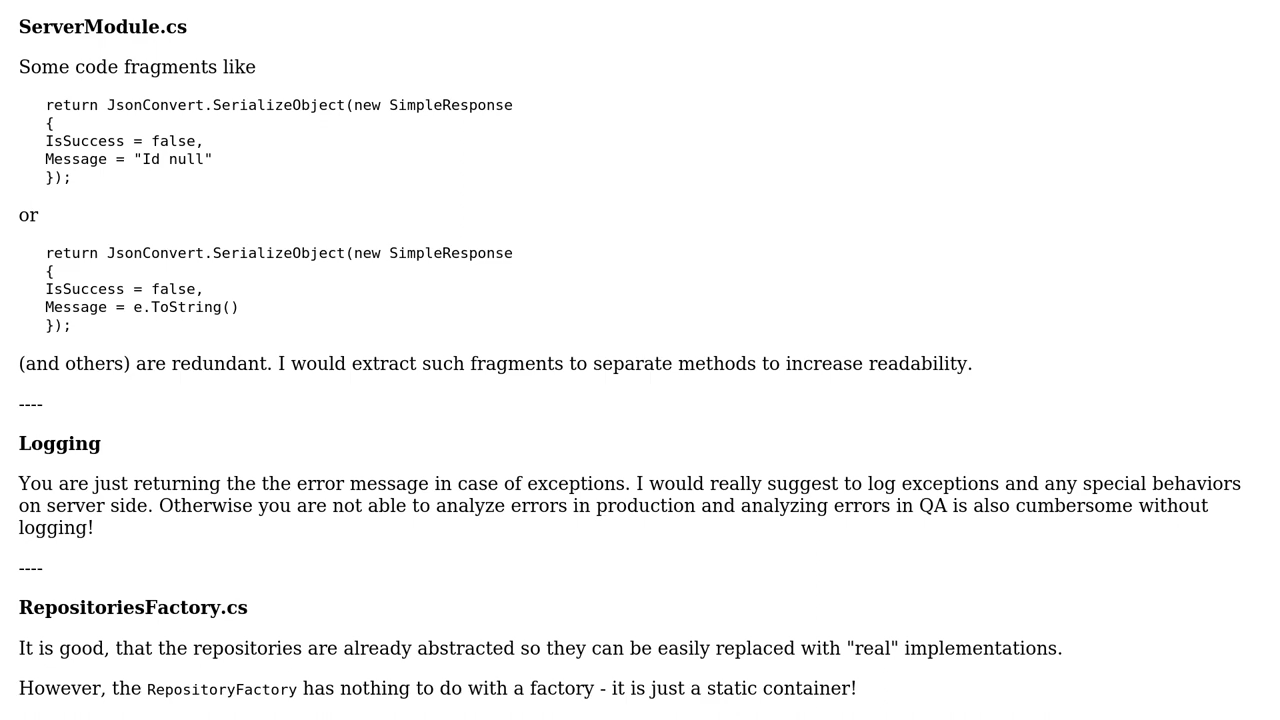 ServerModule.cs
Some code fragments like
return JsonConvert.SerializeObject(new SimpleResponse
{
IsSuccess = false,
Message = "Id null"
});
or
return JsonConvert.SerializeObject(new SimpleResponse
{
IsSuccess = false,
Message = e.ToString()
});
(and others) are redundant. I would extract such fragments to separate methods to increase readability.
----
Logging
You are just returning the the error message in case of exceptions. I would really suggest to log exceptions and any special behaviors
on server side. Otherwise you are not able to analyze errors in production and analyzing errors in QA is also cumbersome without
logging!
----
RepositoriesFactory.cs
It is good, that the repositories are already abstracted so they can be easily replaced with "real" implementations.
However, the RepositoryFactory has nothing to do with a factory - it is just a static container!